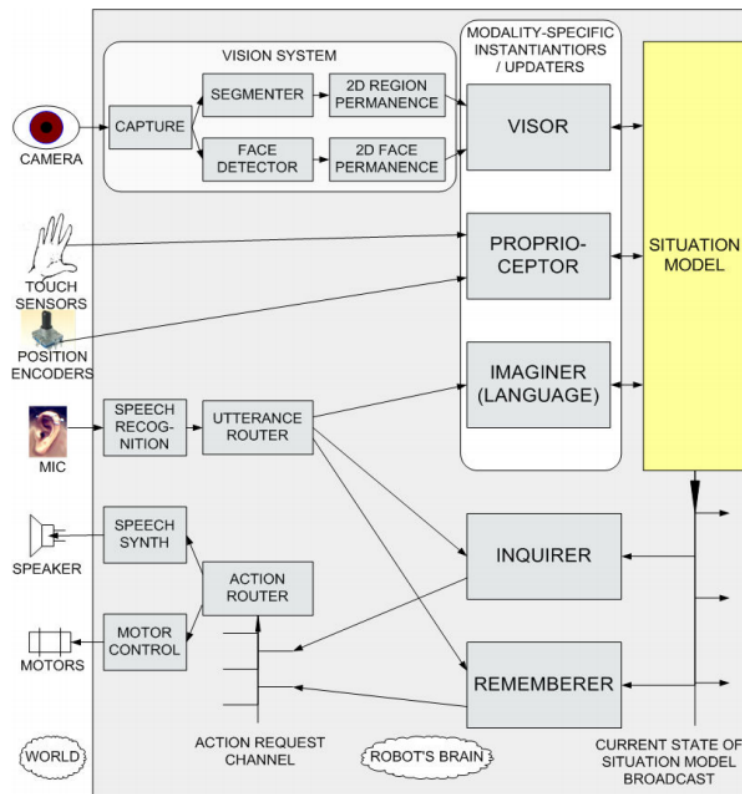 VISION SYSTEM
CAPTURE
SEGMENTER
2D REGION
PERMANENCE
FACE
DETECTOR
2D FACE
PERMANENCE
MODALITY-SPECIFIC
INSTANTIANTIORS
/ UPDATERS
VISOR
PROPRIO-
CEPTOR
IMAGINER
(LANGUAGE)
SITUATION
MODEL
CAMERA
TOUCH
SENSORS
POSITION
ENCODERS
MIC
SPEECH
RECOG-
NITION
UTTERANCE
ROUTER
SPEAKER
SPEECH
SYNTH
ACTION
ROUTER
INQUIRER
MOTORS
MOTOR
CONTROL
REMEMBERER
WORLD
ACTION REQUEST
CHANNEL
ROBOT'S BRAIN
CURRENT STATE OF
SITUATION MODEL
BROADCAST